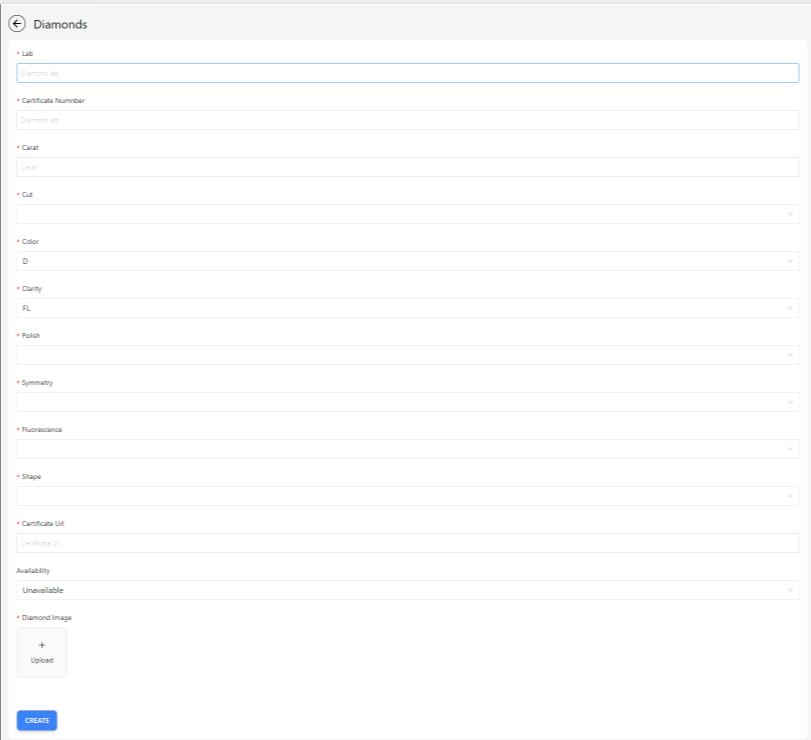 Diamonds
* Lab
Diamond lab
* Certificate Numnber
Diamond lab
* Carat
Carat
* Cut
* Color
D
* Clarity
FL
* Polish
* Symmetry
* Fluorescence
* Shape
* Certificate Url
Certificate Url
Availability
Unavailable
* Diamond Image
+
Upload
CREATE